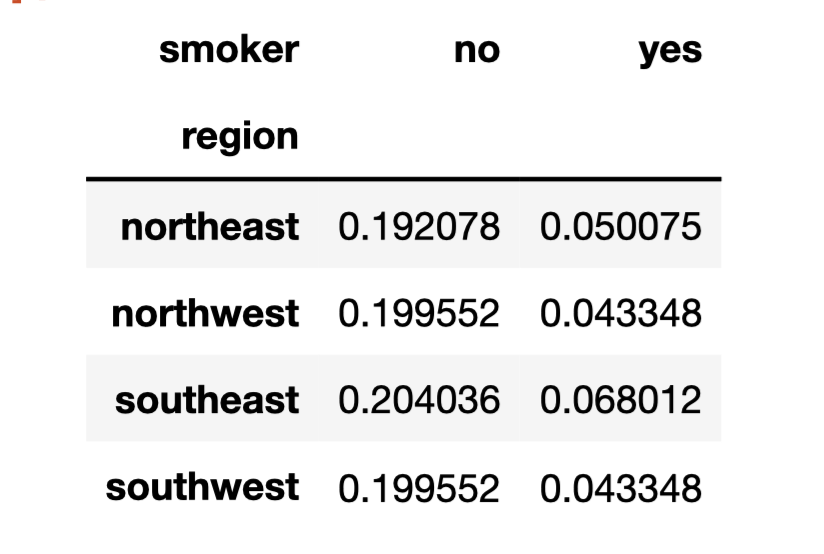 smoker no yes
region
northeast 0.192078 0.050075
northwest 0.199552 0.043348
southeast 0.204036 0.068012
southwest 0.199552 0.043348